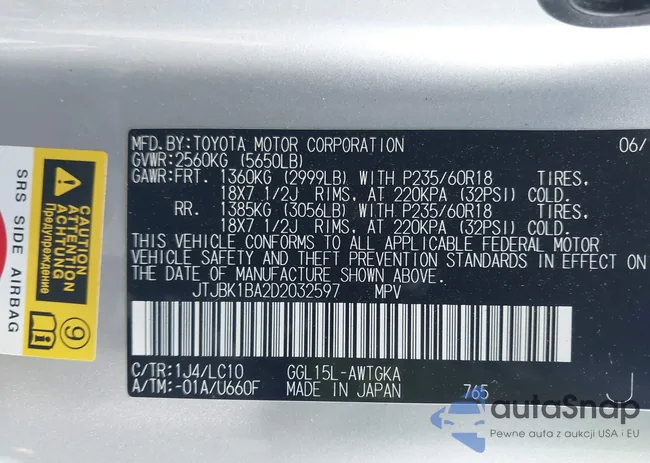 MFD.BY:TOYOTA MOTOR CORPORATION 06/
GVWR:2560KG (5650LB)
GAWR:FRT. 1360KG (2999LB) WITH P235/60R18 TIRES.
18X7 1/2J RIMS, AT 220KPA (32PSI) COLD.
RR. 1385KG (3056LB) WITH P235/60R18 TIRES.
18X7 1/2J RIMS, AT 220KPA (32PSI) COLD.
THIS VEHICLE CONFORMS TO ALL APPLICABLE FEDERAL MOTOR
VEHICLE SAFETY AND THEFT PREVENTION STANDARDS IN EFFECT ON
THE DATE OF MANUFACTURE SHOWN ABOVE.
JTJBK1BA2D2032597 MPV
C/TR:1J4/LC10 GGL15L-AWTGKA
A/TM:-01A/U660F MADE IN JAPAN 765
J
SRS SIDE AIRBAG
CAUTION
ATTENTION
ACHTUNG
Предупреждение
9
autaSnap
Pewne auta z aukcji USA i EU